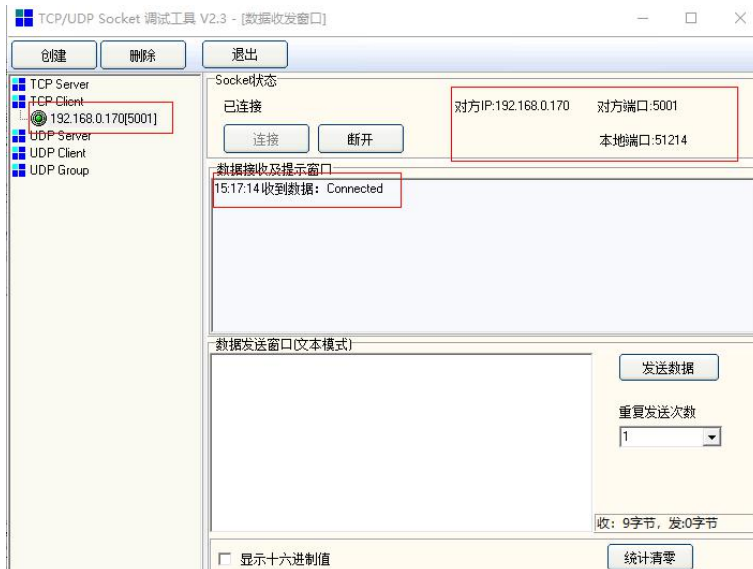 TCP/UDP Socket 调试工具 V2.3 - [数据收发窗口]
创建 删除 退出
TCP Server
TCP Client
192.168.0.170[5001]
UDP Server
UDP Client
UDP Group
Socket状态
已连接
对方IP:192.168.0.170 对方端口:5001
连接 断开
本地端口:51214
数据接收及提示窗口
15:17:14 收到数据：Connected
数据发送窗口(文本模式)
发送数据
重复发送次数
1
收：9字节，发:0字节
显示十六进制值
统计清零